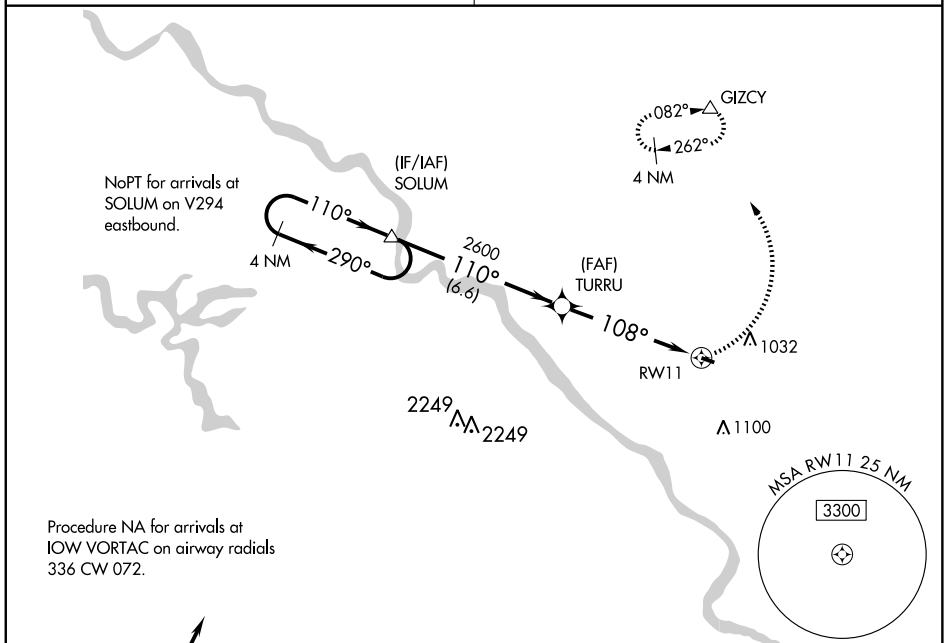 GIZCY
082°
262°
4 NM
(IF/IAF)
SOLUM
NoPT for arrivals at
SOLUM on V294
eastbound.
110°
4 NM
290°
2600
110°
(6.6)
(FAF)
TURRU
108°
RW11
1032
2249
2249
1100
MSA RW11 25 NM
3300
Procedure NA for arrivals at
IOW VORTAC on airway radials
336 CW 072.